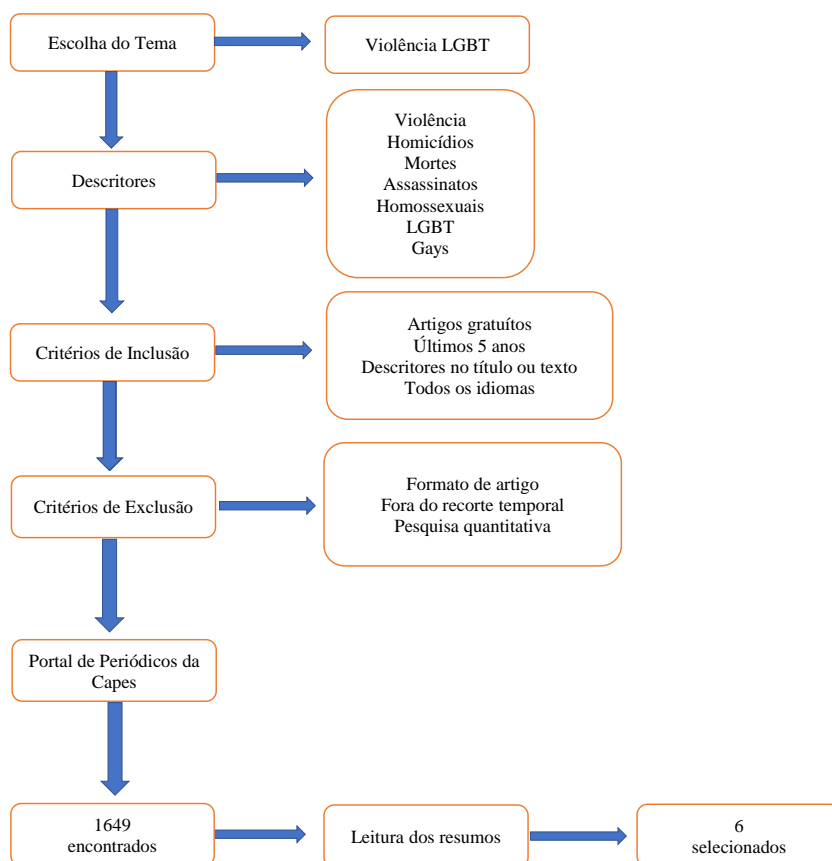 Escolha do Tema
Violência LGBT
Descritores
Violência
Homicídios
Mortes
Assassinatos
Homossexuais
LGBT
Gays
Critérios de Inclusão
Artigos gratuítos
Últimos 5 anos
Descritores no título ou texto
Todos os idiomas
Critérios de Exclusão
Formato de artigo
Fora do recorte temporal
Pesquisa quantitativa
Portal de Periódicos da
Capes
1649
encontrados
Leitura dos resumos
6
selecionados